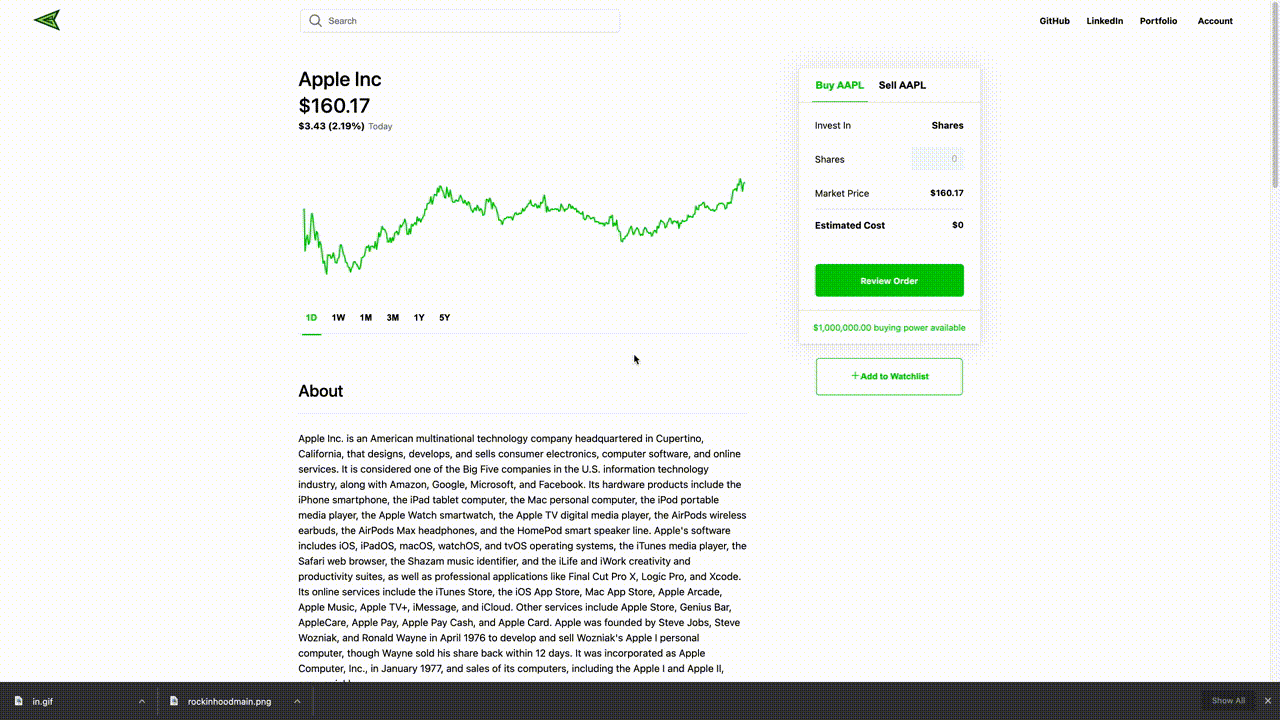 Search
GitHub LinkedIn Portfolio Account
Apple Inc
$160.17
$3.43 (2.19%) Today
1D 1W 1M 3M 1Y 5Y
Buy AAPL Sell AAPL
Invest In Shares
Shares 0
Market Price $160.17
Estimated Cost $0
Review Order
$1,000,000.00 buying power available
+ Add to Watchlist
About
Apple Inc. is an American multinational technology company headquartered in Cupertino,
California, that designs, develops, and sells consumer electronics, computer software, and online
services. It is considered one of the Big Five companies in the U.S. information technology
industry, along with Amazon, Google, Microsoft, and Facebook. Its hardware products include the
iPhone smartphone, the iPad tablet computer, the Mac personal computer, the iPod portable
media player, the Apple Watch smartwatch, the Apple TV digital media player, the AirPods wireless
earbuds, the AirPods Max headphones, and the HomePod smart speaker line. Apple's software
includes iOS, iPadOS, macOS, watchOS, and tvOS operating systems, the iTunes media player, the
Safari web browser, the Shazam music identifier, and the iLife and iWork creativity and
productivity suites, as well as professional applications like Final Cut Pro X, Logic Pro, and Xcode.
Its online services include the iTunes Store, the iOS App Store, Mac App Store, Apple Arcade,
Apple Music, Apple TV+, iMessage, and iCloud. Other services include Apple Store, Genius Bar,
AppleCare, Apple Pay, Apple Pay Cash, and Apple Card. Apple was founded by Steve Jobs, Steve
Wozniak, and Ronald Wayne in April 1976 to develop and sell Wozniak's Apple I personal
computer, though Wayne sold his share back within 12 days. It was incorporated as Apple
Computer, Inc., in January 1977, and sales of its computers, including the Apple I and Apple II,
in.gif rockinhoodmain.png Show All